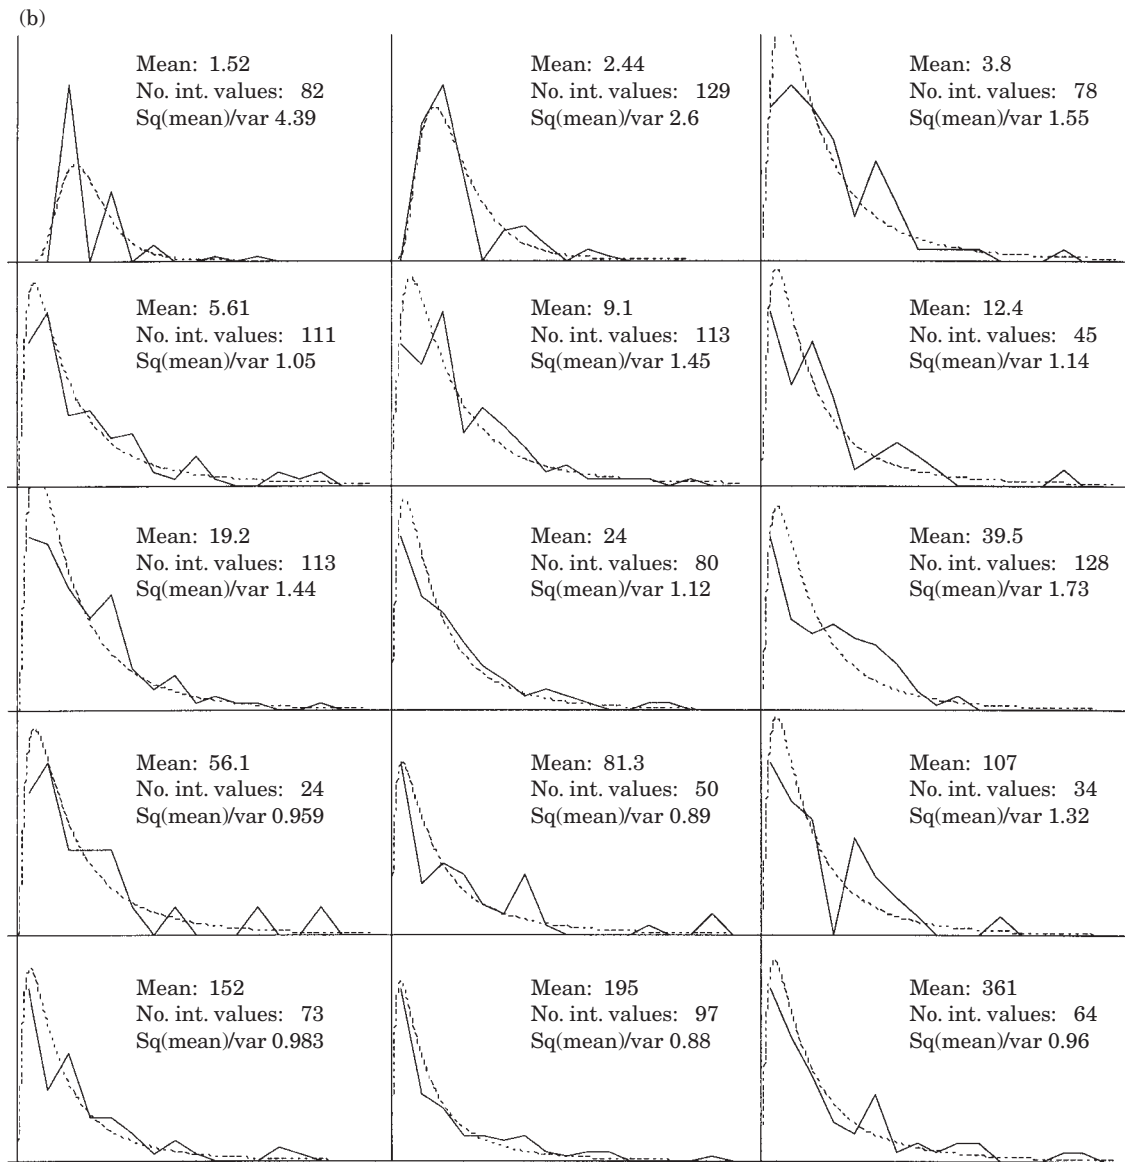 (b)
Mean: 1.52
No. int. values: 82
Sq(mean)/var 4.39
Mean: 2.44
No. int. values: 129
Sq(mean)/var 2.6
Mean: 3.8
No. int. values: 78
Sq(mean)/var 1.55
Mean: 5.61
No. int. values: 111
Sq(mean)/var 1.05
Mean: 9.1
No. int. values: 113
Sq(mean)/var 1.45
Mean: 12.4
No. int. values: 45
Sq(mean)/var 1.14
Mean: 19.2
No. int. values: 113
Sq(mean)/var 1.44
Mean: 24
No. int. values: 80
Sq(mean)/var 1.12
Mean: 39.5
No. int. values: 128
Sq(mean)/var 1.73
Mean: 56.1
No. int. values: 24
Sq(mean)/var 0.959
Mean: 81.3
No. int. values: 50
Sq(mean)/var 0.89
Mean: 107
No. int. values: 34
Sq(mean)/var 1.32
Mean: 152
No. int. values: 73
Sq(mean)/var 0.983
Mean: 195
No. int. values: 97
Sq(mean)/var 0.88
Mean: 361
No. int. values: 64
Sq(mean)/var 0.96